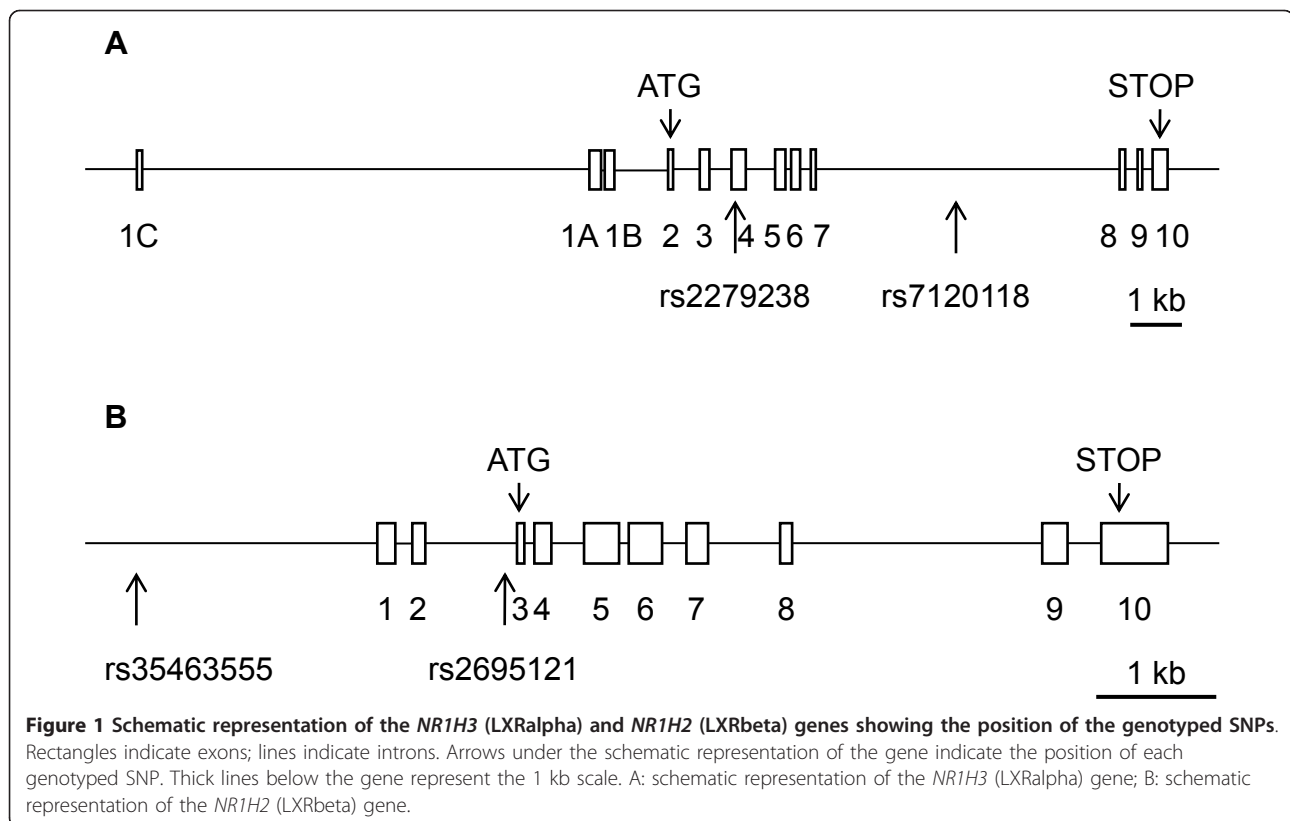 A
ATG STOP
1C 1A 1B 2 3 4 5 6 7 8 9 10
rs2279238 rs7120118 1 kb
B
ATG STOP
1 2 3 4 5 6 7 8 9 10
rs35463555 rs2695121 1 kb
Figure 1 Schematic representation of the NR1H3 (LXRalpha) and NR1H2 (LXRbeta) genes showing the position of the genotyped SNPs.
Rectangles indicate exons; lines indicate introns. Arrows under the schematic representation of the gene indicate the position of each
genotyped SNP. Thick lines below the gene represent the 1 kb scale. A: schematic representation of the NR1H3 (LXRalpha) gene; B: schematic
representation of the NR1H2 (LXRbeta) gene.